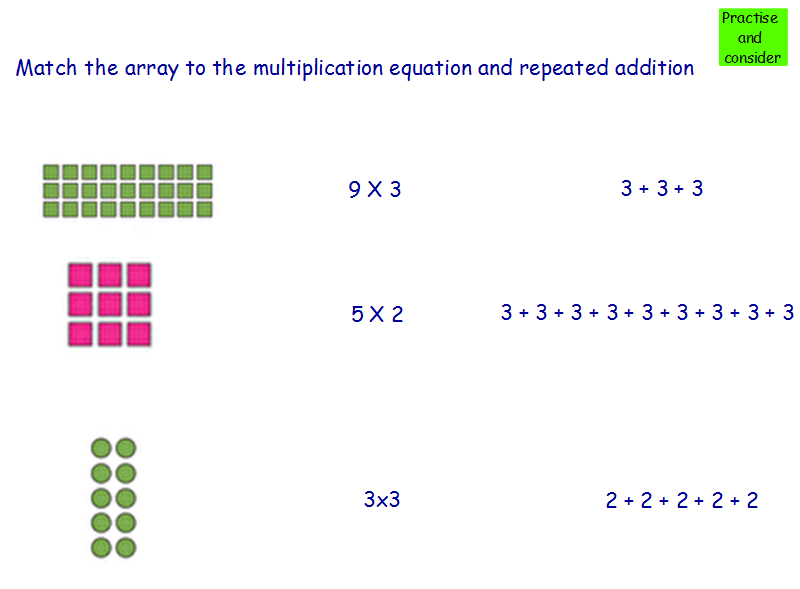 Practise
and
consider
Match the array to the multiplication equation and repeated addition
9 X 3
3 + 3 + 3
5 X 2
3 + 3 + 3 + 3 + 3 + 3 + 3 + 3 + 3
3x3
2 + 2 + 2 + 2 + 2